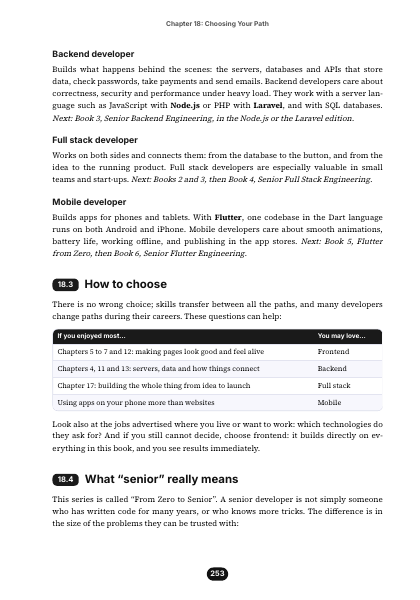 Chapter 18: Choosing Your Path
Backend developer
Builds what happens behind the scenes: the servers, databases and APIs that store
data, check passwords, take payments and send emails. Backend developers care about
correctness, security and performance under heavy load. They work with a server lan-
guage such as JavaScript with Node.js or PHP with Laravel, and with SQL databases.
Next: Book 3, Senior Backend Engineering, in the Node.js or the Laravel edition.
Full stack developer
Works on both sides and connects them: from the database to the button, and from the
idea to the running product. Full stack developers are especially valuable in small
teams and start-ups. Next: Books 2 and 3, then Book 4, Senior Full Stack Engineering.
Mobile developer
Builds apps for phones and tablets. With Flutter, one codebase in the Dart language
runs on both Android and iPhone. Mobile developers care about smooth animations,
battery life, working offline, and publishing in the app stores. Next: Book 5, Flutter
from Zero, then Book 6, Senior Flutter Engineering.
18.3 How to choose
There is no wrong choice; skills transfer between all the paths, and many developers
change paths during their careers. These questions can help:
If you enjoyed most... You may love...
Chapters 5 to 7 and 12: making pages look good and feel alive Frontend
Chapters 4, 11 and 13: servers, data and how things connect Backend
Chapter 17: building the whole thing from idea to launch Full stack
Using apps on your phone more than websites Mobile
Look also at the jobs advertised where you live or want to work: which technologies do
they ask for? And if you still cannot decide, choose frontend: it builds directly on ev-
erything in this book, and you see results immediately.
18.4 What “senior” really means
This series is called “From Zero to Senior”. A senior developer is not simply someone
who has written code for many years, or who knows more tricks. The difference is in
the size of the problems they can be trusted with:
253